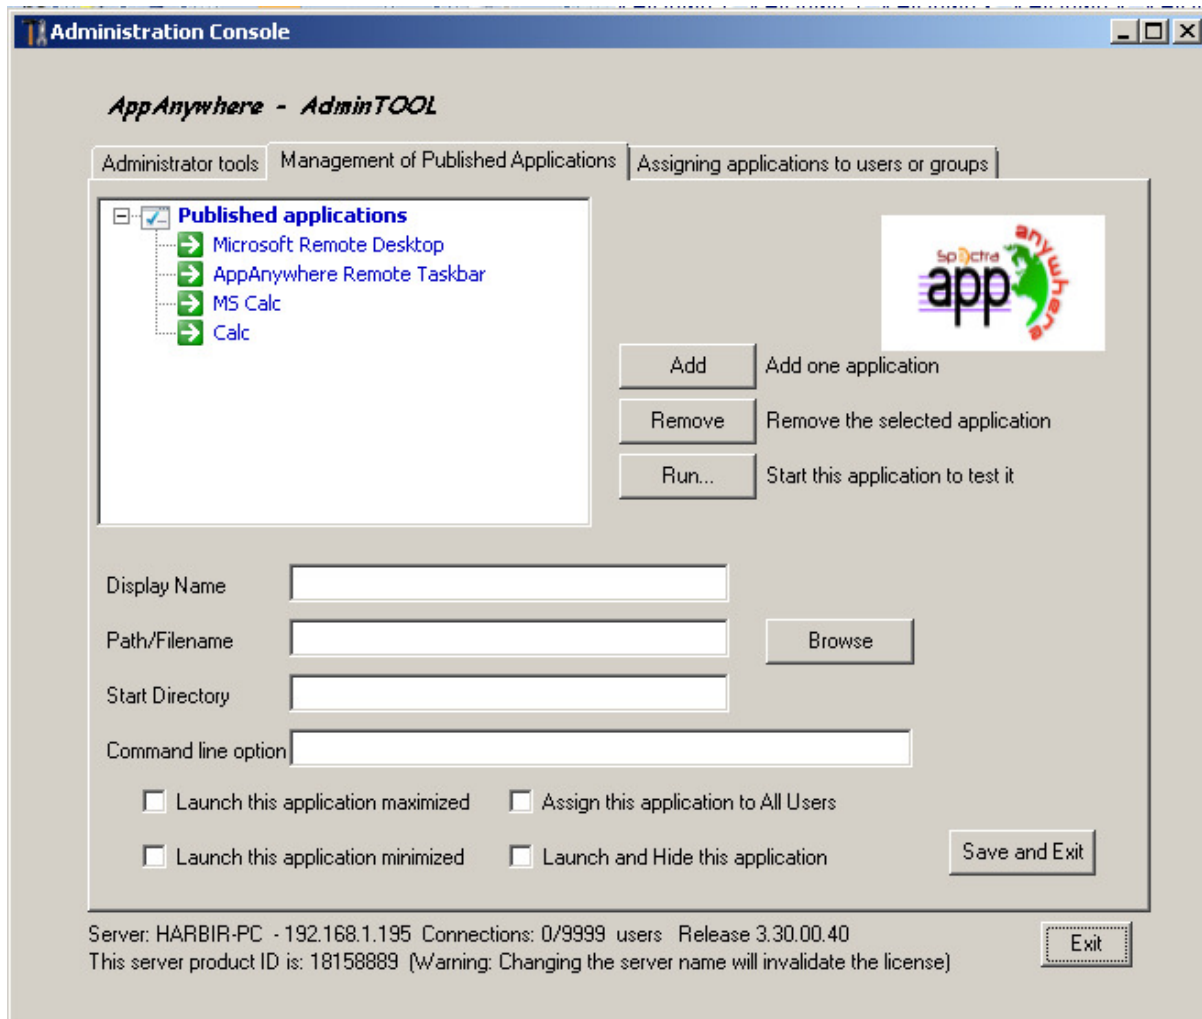 Administration Console
AppAnywhere - AdminTOOL
Administrator tools
Management of Published Applications
Assigning applications to users or groups
Published applications
Microsoft Remote Desktop
AppAnywhere Remote Taskbar
MS Calc
Calc
Spectra
app
anywhere
Add
Add one application
Remove
Remove the selected application
Run...
Start this application to test it
Display Name
Path/Filename
Browse
Start Directory
Command line option
Launch this application maximized
Assign this application to All Users
Launch this application minimized
Launch and Hide this application
Save and Exit
Server: HARBIR-PC - 192.168.1.195 Connections: 0/9999 users Release 3.30.00.40
This server product ID is: 18158889 (Warning: Changing the server name will invalidate the license)
Exit